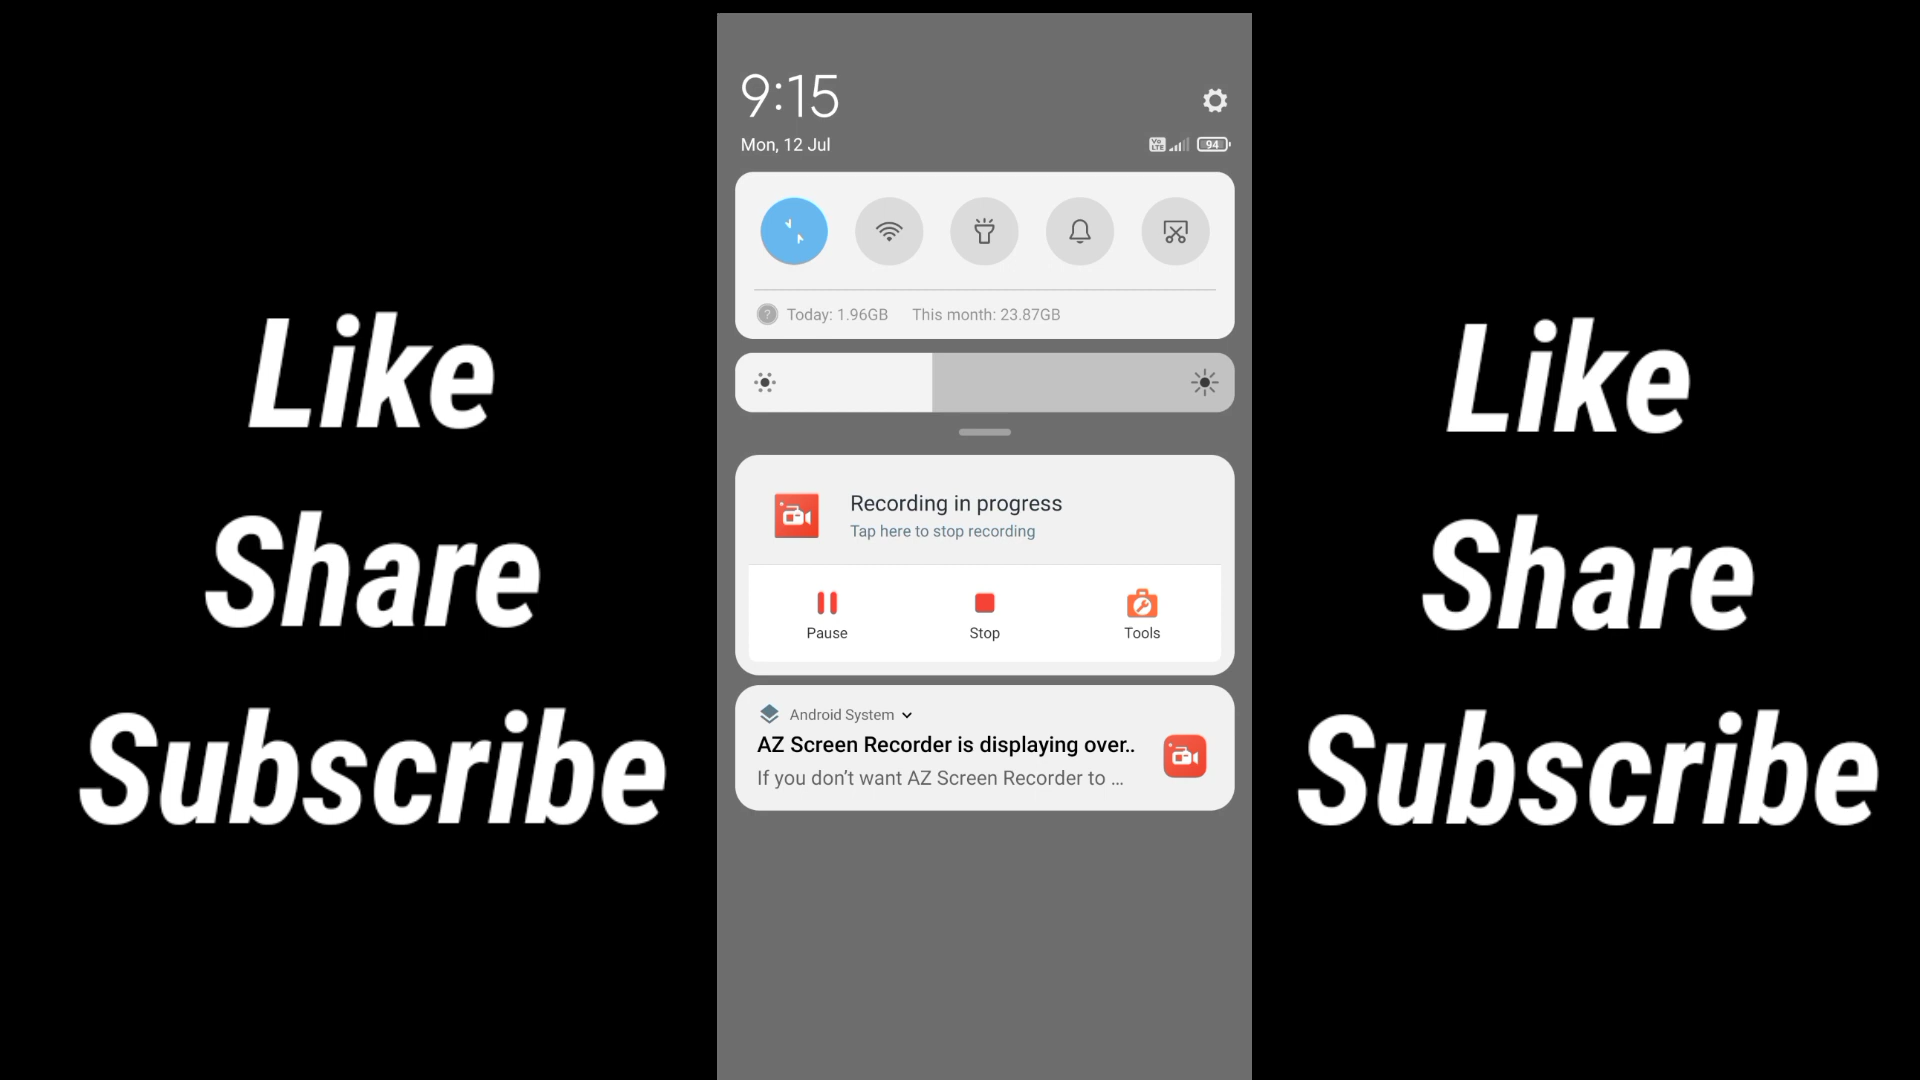 Like
Share
Subscribe
9:15
Mon, 12 Jul
Vo
LTE
94
?
Today: 1.96GB This month: 23.87GB
Recording in progress
Tap here to stop recording
Pause Stop Tools
Android System
AZ Screen Recorder is displaying over..
If you don’t want AZ Screen Recorder to ...
Like
Share
Subscribe